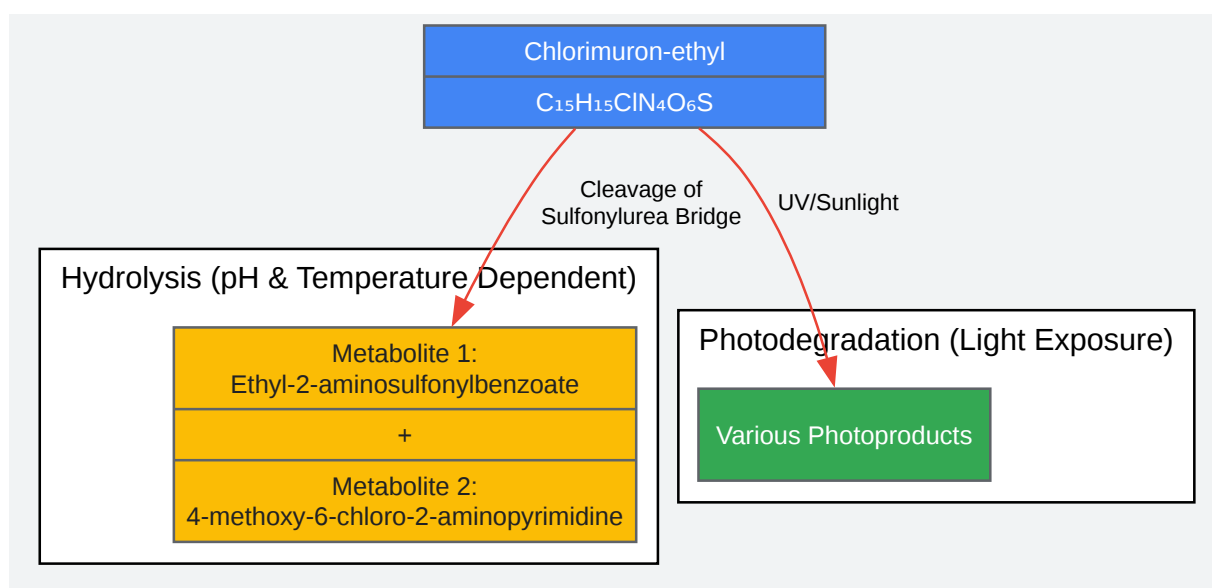 Chlorimuron-ethyl
C₁₅H₁₅ClN₄O₆S
Cleavage of
Sulfonylurea Bridge
UV/Sunlight
Hydrolysis (pH & Temperature Dependent)
Metabolite 1:
Ethyl-2-aminosulfonylbenzoate
+
Metabolite 2:
4-methoxy-6-chloro-2-aminopyrimidine
Photodegradation (Light Exposure)
Various Photoproducts